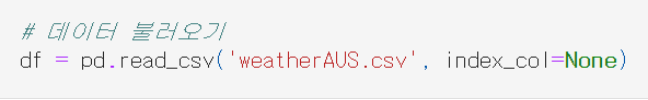 # 데이터 불러오기
df = pd.read_csv('weatherAUS.csv', index_col=None)